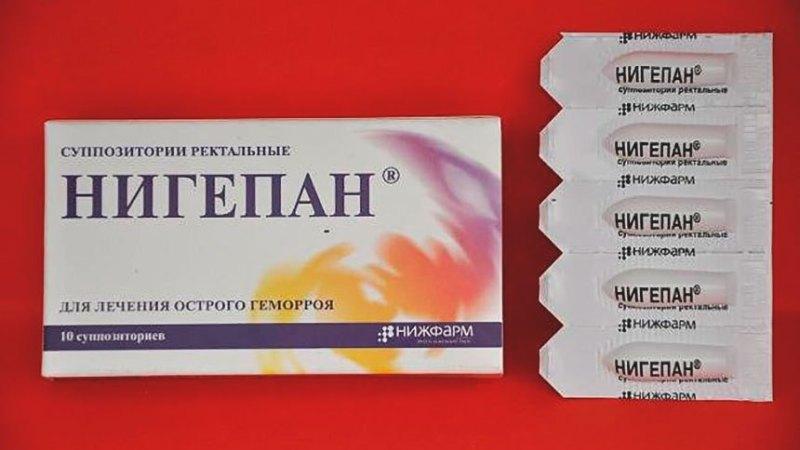 СУППОЗИТОРИИ РЕКТАЛЬНЫЕ
НИГЕПАН®
ДЛЯ ЛЕЧЕНИЯ ОСТРОГО ГЕМОРРОЯ
10 суппозиториев
НИЖФАРМ
НИЖФАРМ
НИГЕПАН®
суппозитории ректальные
НИЖФАРМ
НИГЕПАН®
суппозитории ректальные
НИЖФАРМ
НИГЕПАН®
суппозитории ректальные
НИЖФАРМ
НИГЕПАН®
суппозитории ректальные
НИЖФАРМ
НИГЕПАН®
суппозитории ректальные
НИЖФАРМ